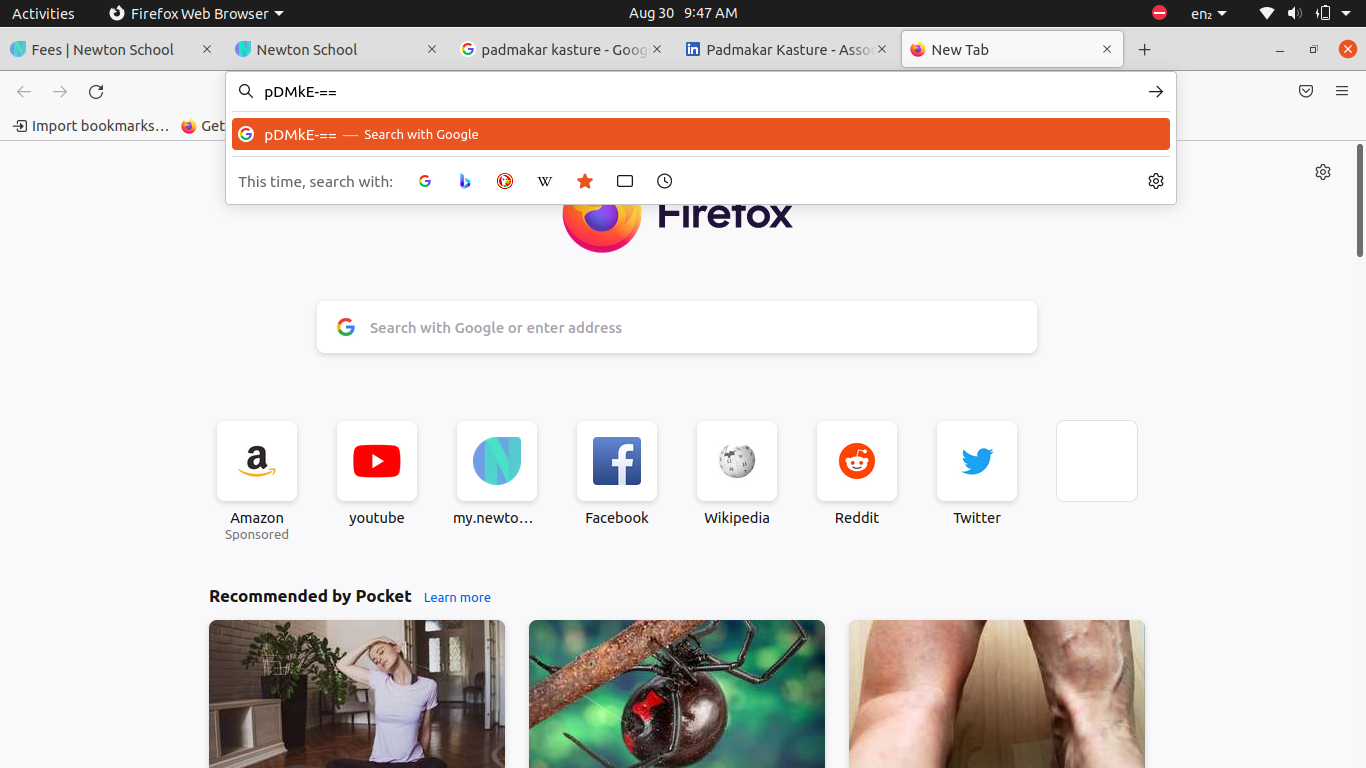 Activities Firefox Web Browser Aug 30 9:47 AM en₂
Fees | Newton School Newton School padmakar kasture - Goog Padmakar Kasture - Asso New Tab
pDMkE-==
Import bookmarks… Get
pDMkE-== — Search with Google
This time, search with:
Firefox
Search with Google or enter address
Amazon youtube my.newto… Facebook Wikipedia Reddit Twitter
Sponsored
Recommended by Pocket Learn more